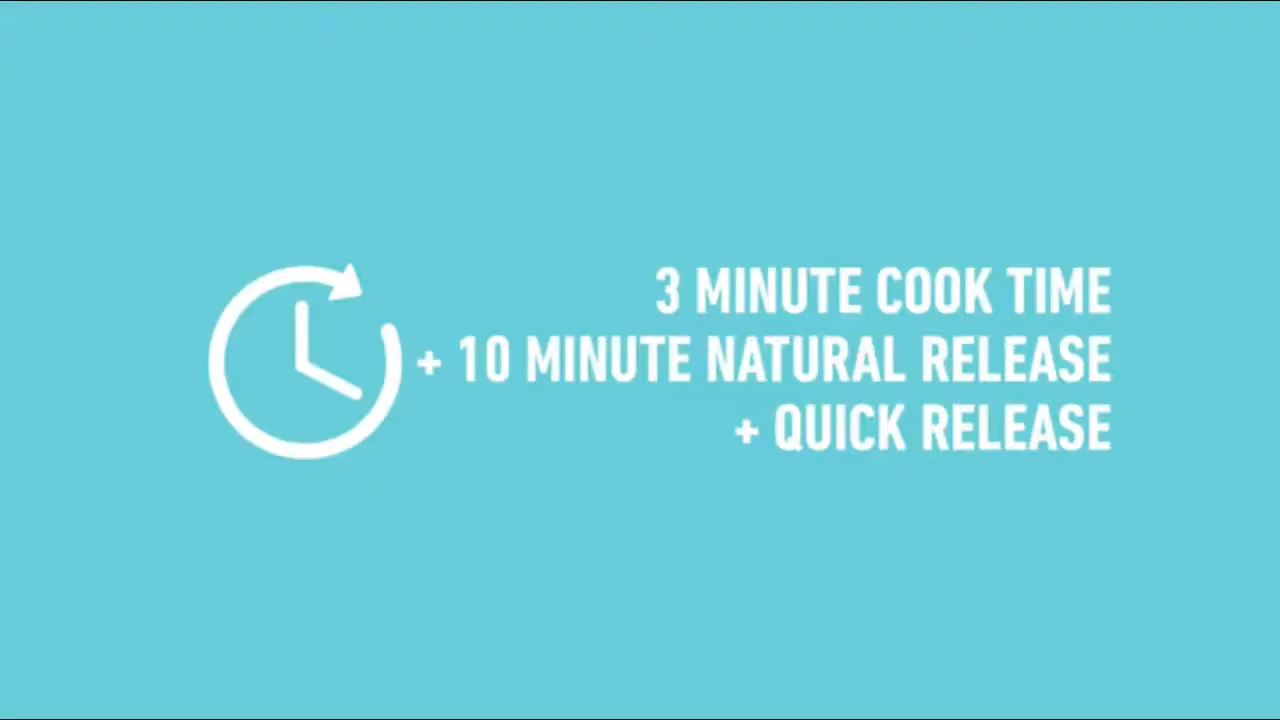 3 MINUTE COOK TIME
+ 10 MINUTE NATURAL RELEASE
+ QUICK RELEASE